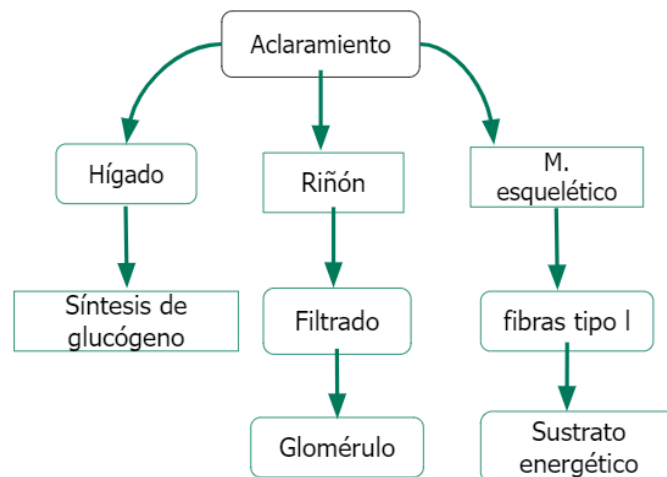 Aclaramiento
Hígado
Riñón
M.
esquelético
Síntesis de
glucógeno
Filtrado
fibras tipo l
Glomérulo
Sustrato
energético